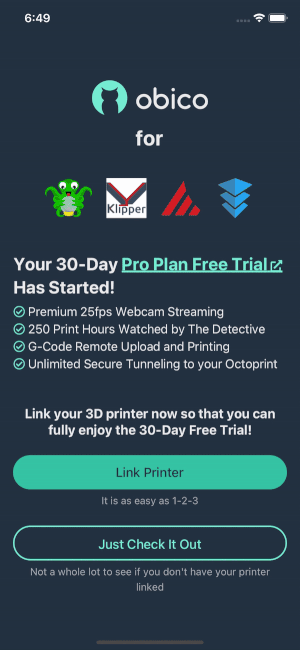 6:49
obico
for
Klipper
Your 30-Day Pro Plan Free Trial
Has Started!
Premium 25fps Webcam Streaming
250 Print Hours Watched by The Detective
G-Code Remote Upload and Printing
Unlimited Secure Tunneling to your Octoprint
Link your 3D printer now so that you can
fully enjoy the 30-Day Free Trial!
Link Printer
It is as easy as 1-2-3
Just Check It Out
Not a whole lot to see if you don't have your printer
linked